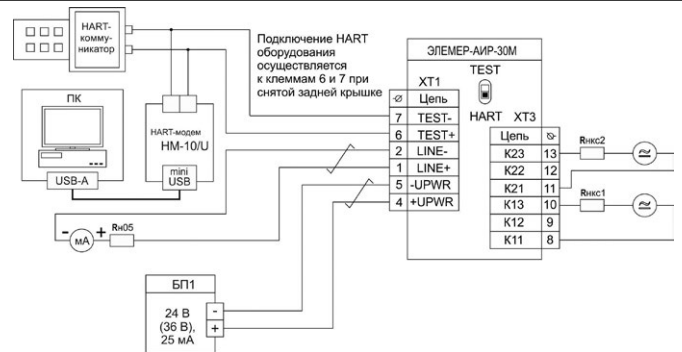 HART-
комму-
никатор
Подключение HART
оборудования
осуществляется
к клеммам 6 и 7 при
снятой задней крышке
ПК
USB-A
HART-модем
HM-10/U
mini
USB
- мА + Rн05
БП1
24 В
(36 В),
25 мА
-
+
ЭЛЕМЕР-АИР-30М
TEST
HART
XT1
Ø Цепь
7 TEST-
6 TEST+
2 LINE-
1 LINE+
5 -UPWR
4 +UPWR
XT3
Цепь Ø
K23 13
K22 12
K21 11
K13 10
K12 9
K11 8
Rнкс2
Rнкс1